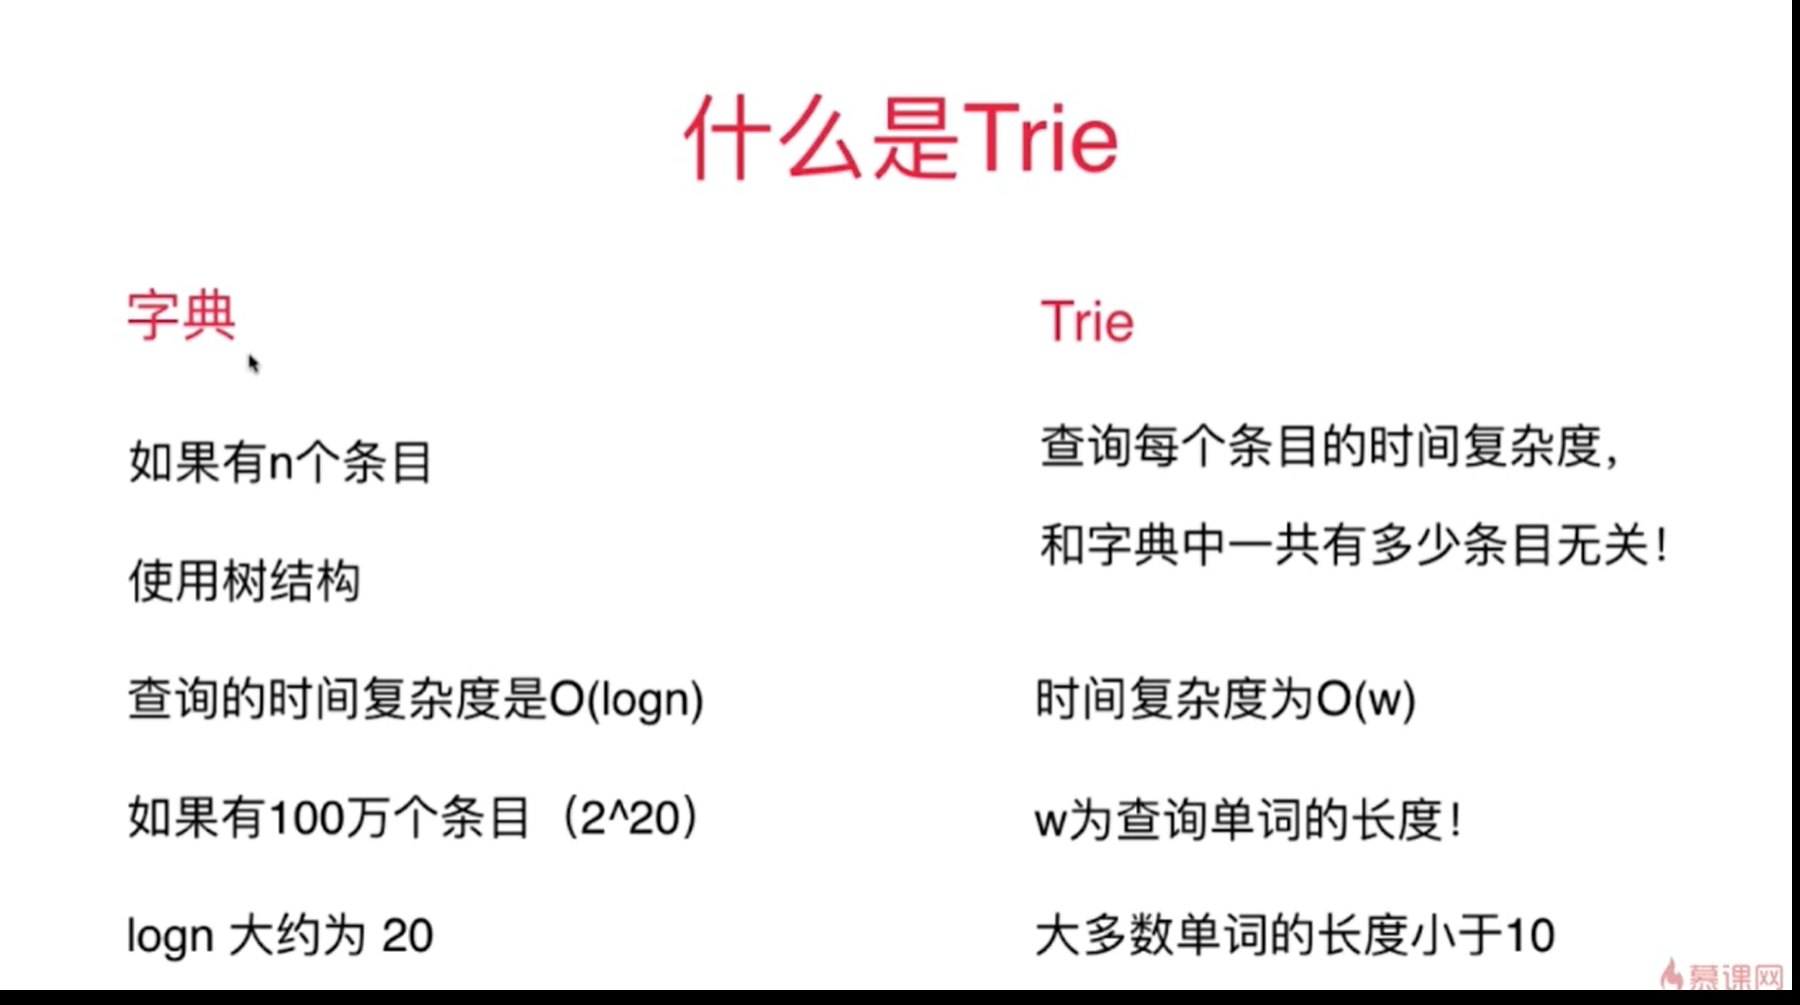 什么是Trie
字典
如果有n个条目
使用树结构
查询的时间复杂度是O(logn)
如果有100万个条目（2^20）
logn 大约为 20
Trie
查询每个条目的时间复杂度，
和字典中一共有多少条目无关！
时间复杂度为O(w)
w为查询单词的长度！
大多数单词的长度小于10
慕课网